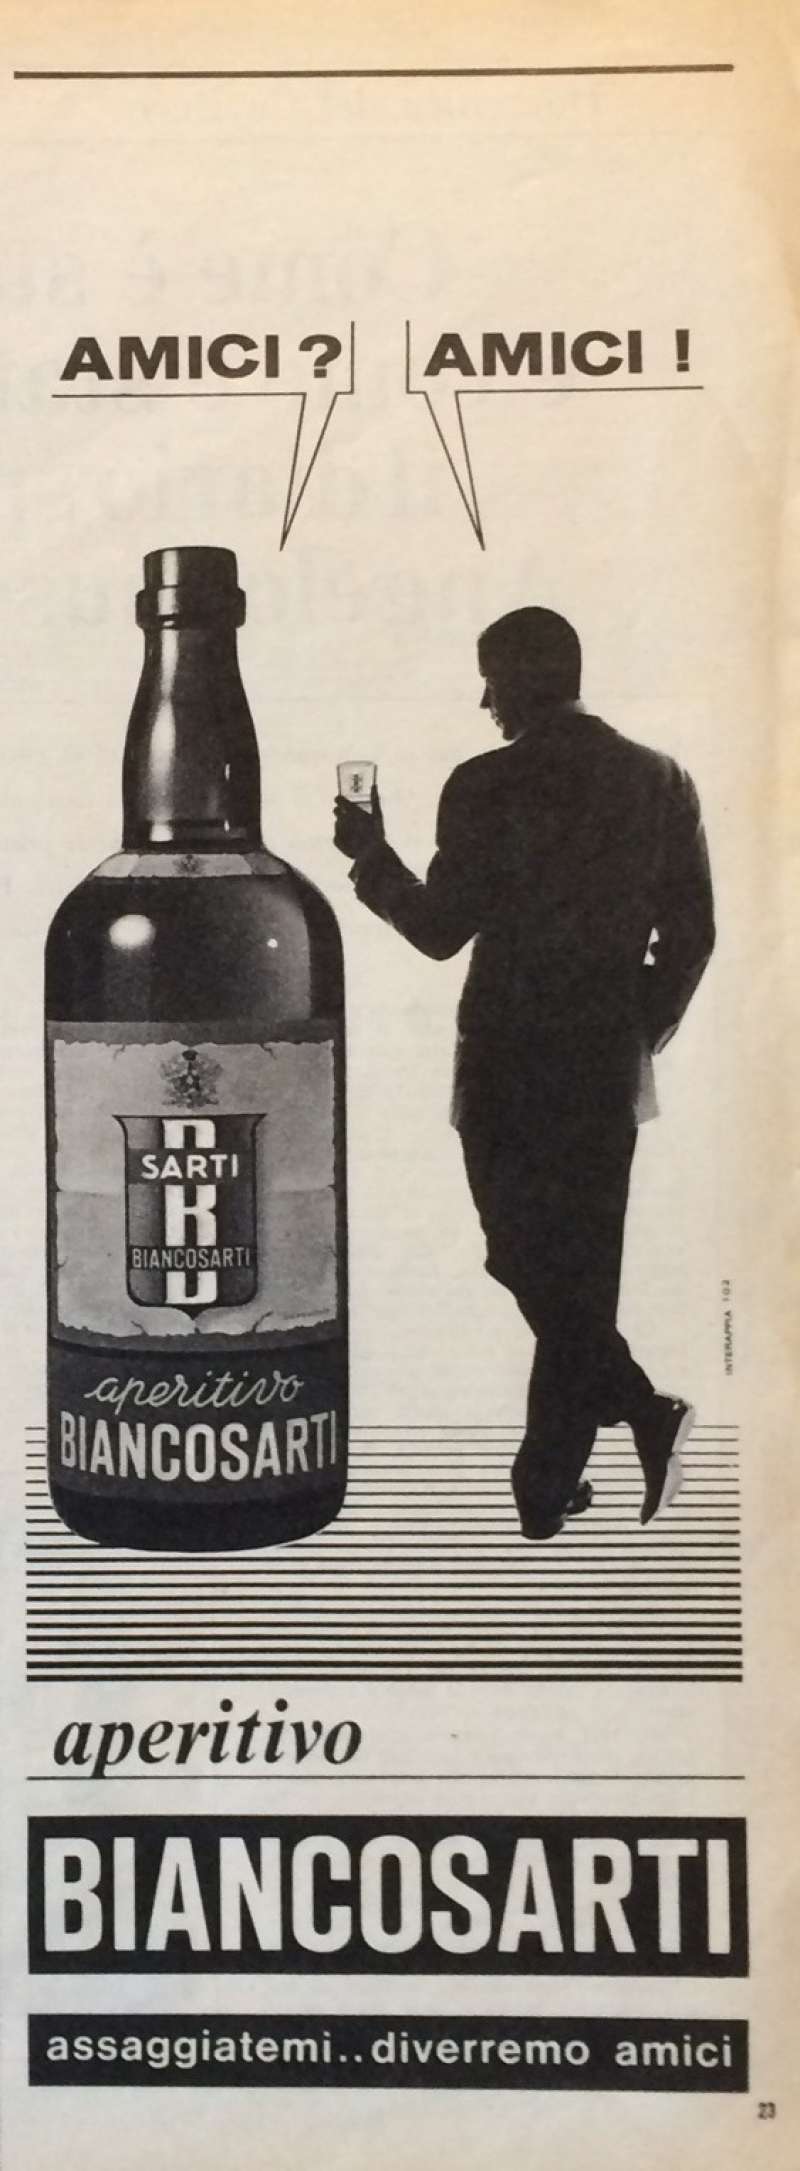 AMICI ?
AMICI !
SARTI
BIANCOSARTI
aperitivo
BIANCOSARTI
INTERAPPIA 102
aperitivo
BIANCOSARTI
assaggiatemi.. diverremo amici
23